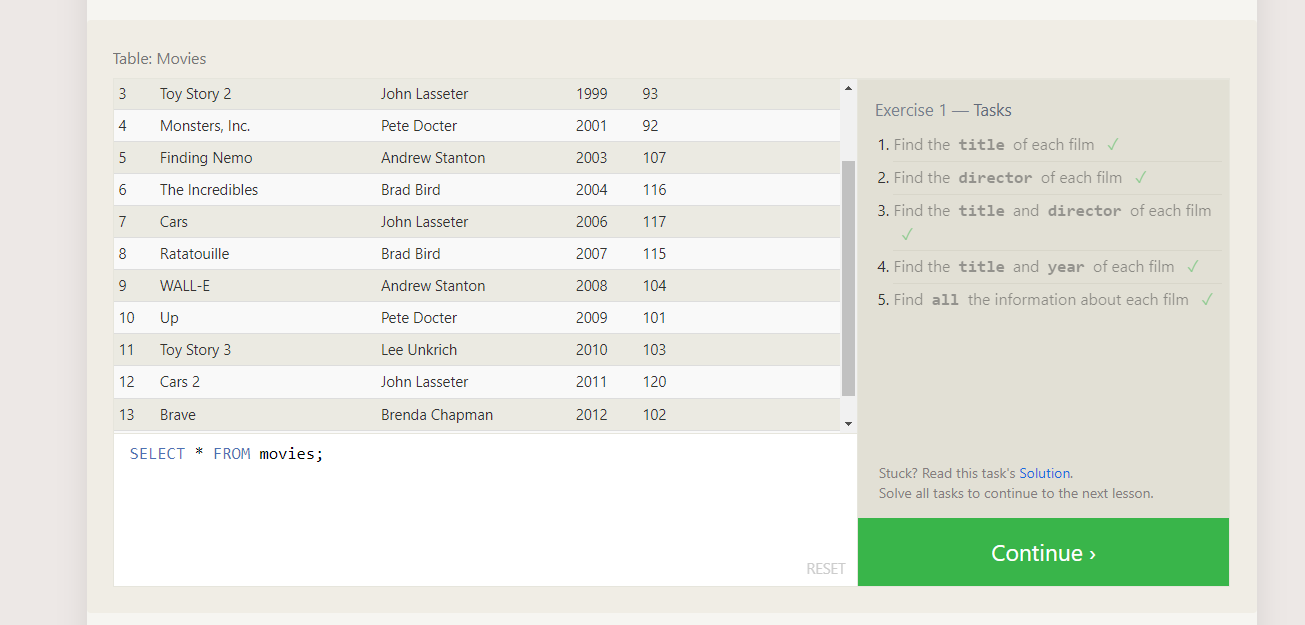 Table: Movies
3 Toy Story 2 John Lasseter 1999 93
4 Monsters, Inc. Pete Docter 2001 92
5 Finding Nemo Andrew Stanton 2003 107
6 The Incredibles Brad Bird 2004 116
7 Cars John Lasseter 2006 117
8 Ratatouille Brad Bird 2007 115
9 WALL-E Andrew Stanton 2008 104
10 Up Pete Docter 2009 101
11 Toy Story 3 Lee Unkrich 2010 103
12 Cars 2 John Lasseter 2011 120
13 Brave Brenda Chapman 2012 102
SELECT * FROM movies;
RESET
Exercise 1 — Tasks
1. Find the title of each film ✓
2. Find the director of each film ✓
3. Find the title and director of each film
✓
4. Find the title and year of each film ✓
5. Find all the information about each film ✓
Stuck? Read this task's Solution.
Solve all tasks to continue to the next lesson.
Continue ›